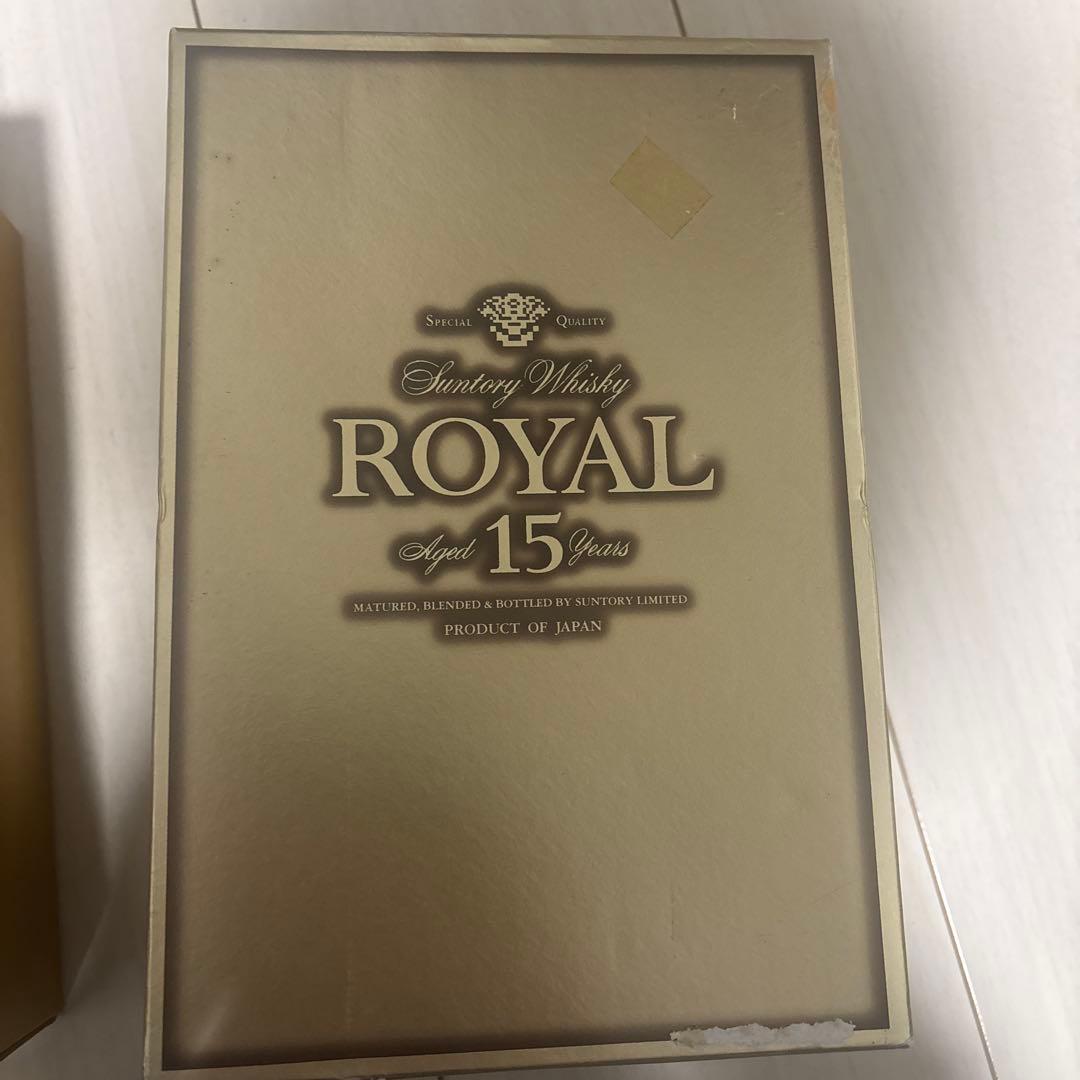 SPECIAL QUALITY
Suntory Whisky
ROYAL
Aged 15 Years
MATURED, BLENDED & BOTTLED BY SUNTORY LIMITED
PRODUCT OF JAPAN